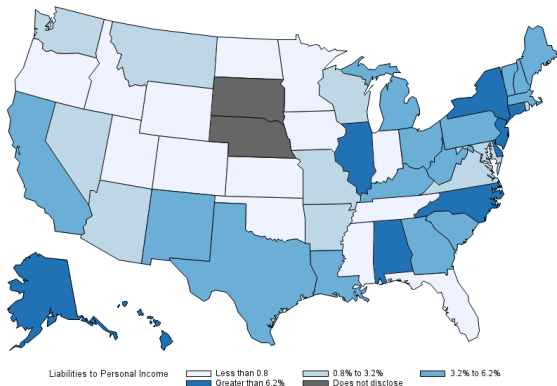 Liabilities to Personal Income Less than 0.8 0.8% to 3.2% 3.2% to 6.2%
Greater than 6.2% Does not disclose